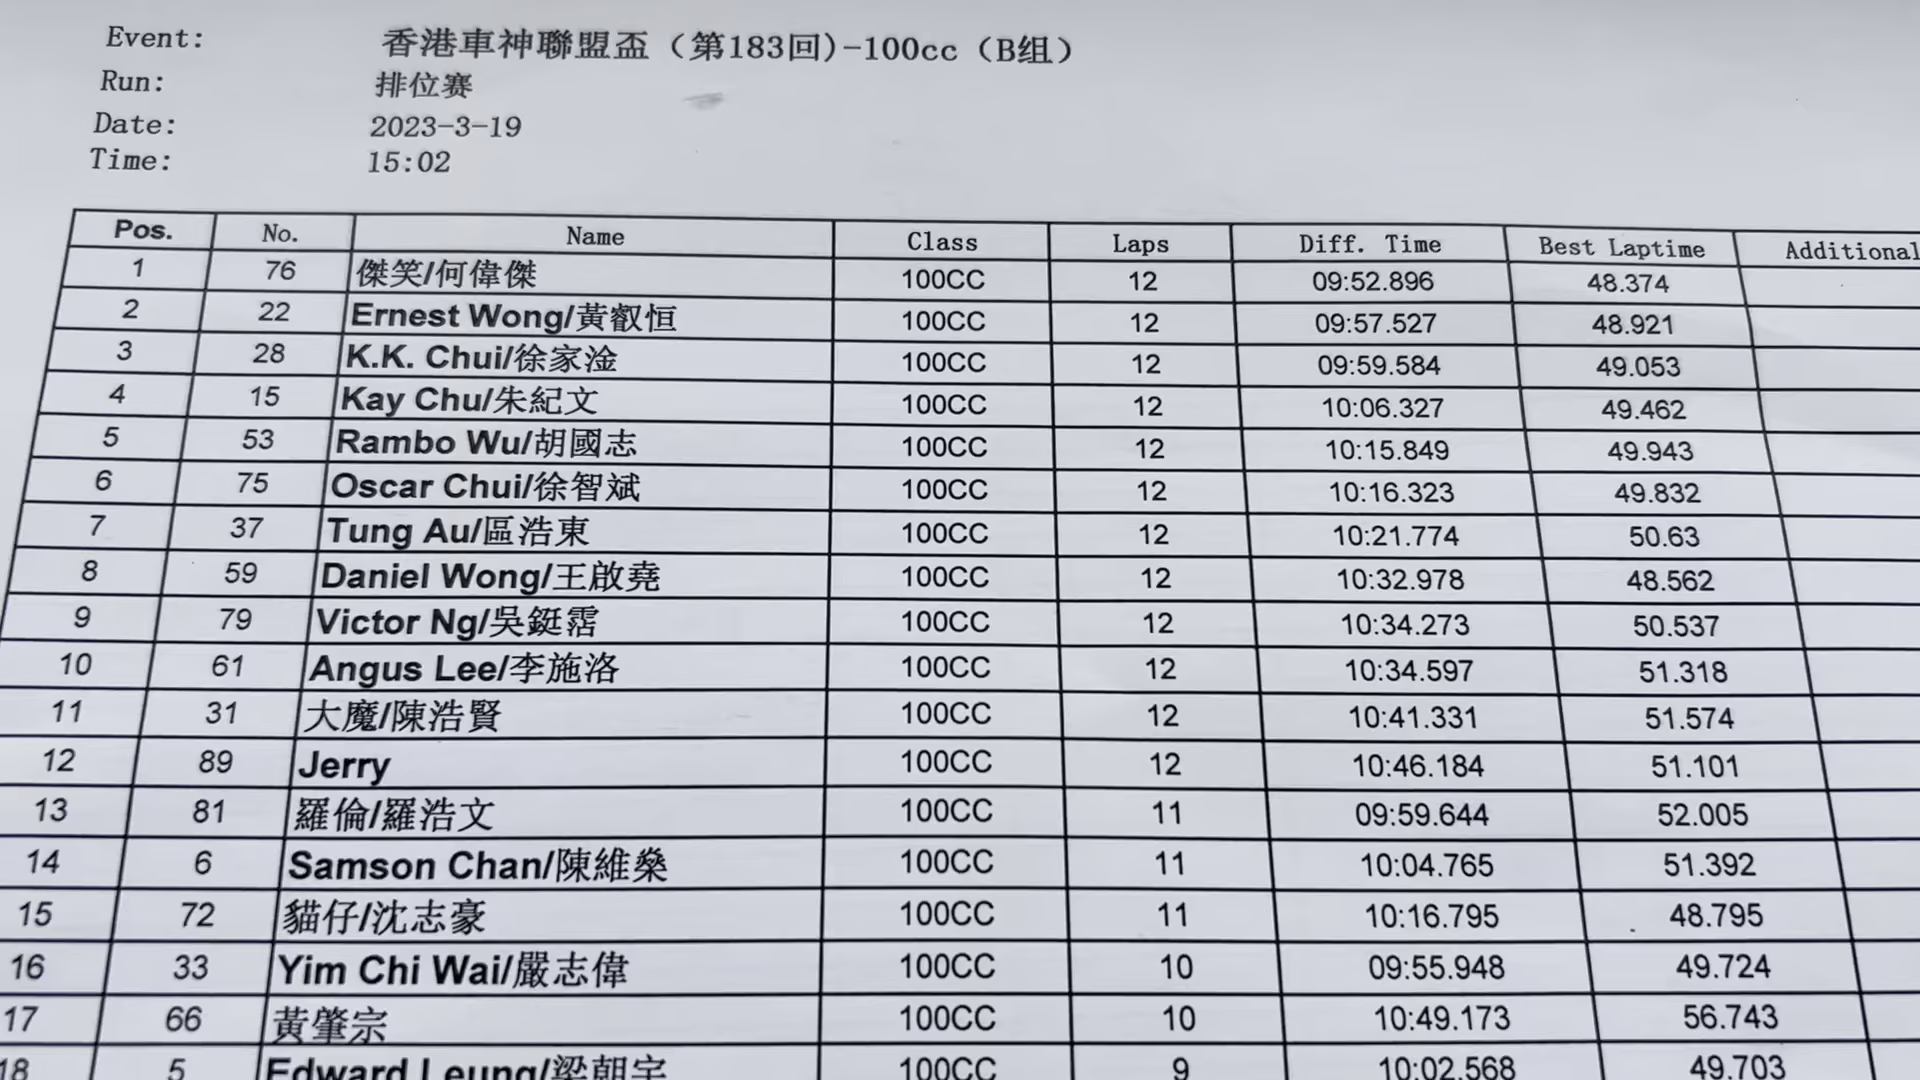 Event: 香港車神聯盟盃（第183回)-100cc（B组）
Run: 排位赛
Date: 2023-3-19
Time: 15:02
Pos. No. Name Class Laps Diff. Time Best Laptime Additional
1 76 傑笑/何偉傑 100CC 12 09:52.896 48.374
2 22 Ernest Wong/黃叡恒 100CC 12 09:57.527 48.921
3 28 K.K. Chui/徐家淦 100CC 12 09:59.584 49.053
4 15 Kay Chu/朱紀文 100CC 12 10:06.327 49.462
5 53 Rambo Wu/胡國志 100CC 12 10:15.849 49.943
6 75 Oscar Chui/徐智斌 100CC 12 10:16.323 49.832
7 37 Tung Au/區浩東 100CC 12 10:21.774 50.63
8 59 Daniel Wong/王啟堯 100CC 12 10:32.978 48.562
9 79 Victor Ng/吳鋌霑 100CC 12 10:34.273 50.537
10 61 Angus Lee/李施洛 100CC 12 10:34.597 51.318
11 31 大魔/陳浩賢 100CC 12 10:41.331 51.574
12 89 Jerry 100CC 12 10:46.184 51.101
13 81 羅倫/羅浩文 100CC 11 09:59.644 52.005
14 6 Samson Chan/陳維燊 100CC 11 10:04.765 51.392
15 72 貓仔/沈志豪 100CC 11 10:16.795 48.795
16 33 Yim Chi Wai/嚴志偉 100CC 10 09:55.948 49.724
17 66 黃肇宗 100CC 10 10:49.173 56.743
18 5 Edward Leung/梁朝宇 100CC 9 10:02.568 49.703